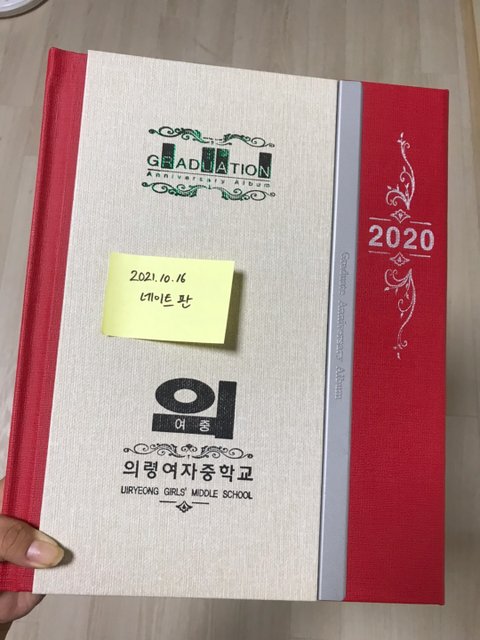 GRADUATION
Anniversary Album
2020
Graduate Anniversary Album
2021.10.16
네이트 판
의
여중
의령여자중학교
UIRYEONG GIRLS' MIDDLE SCHOOL